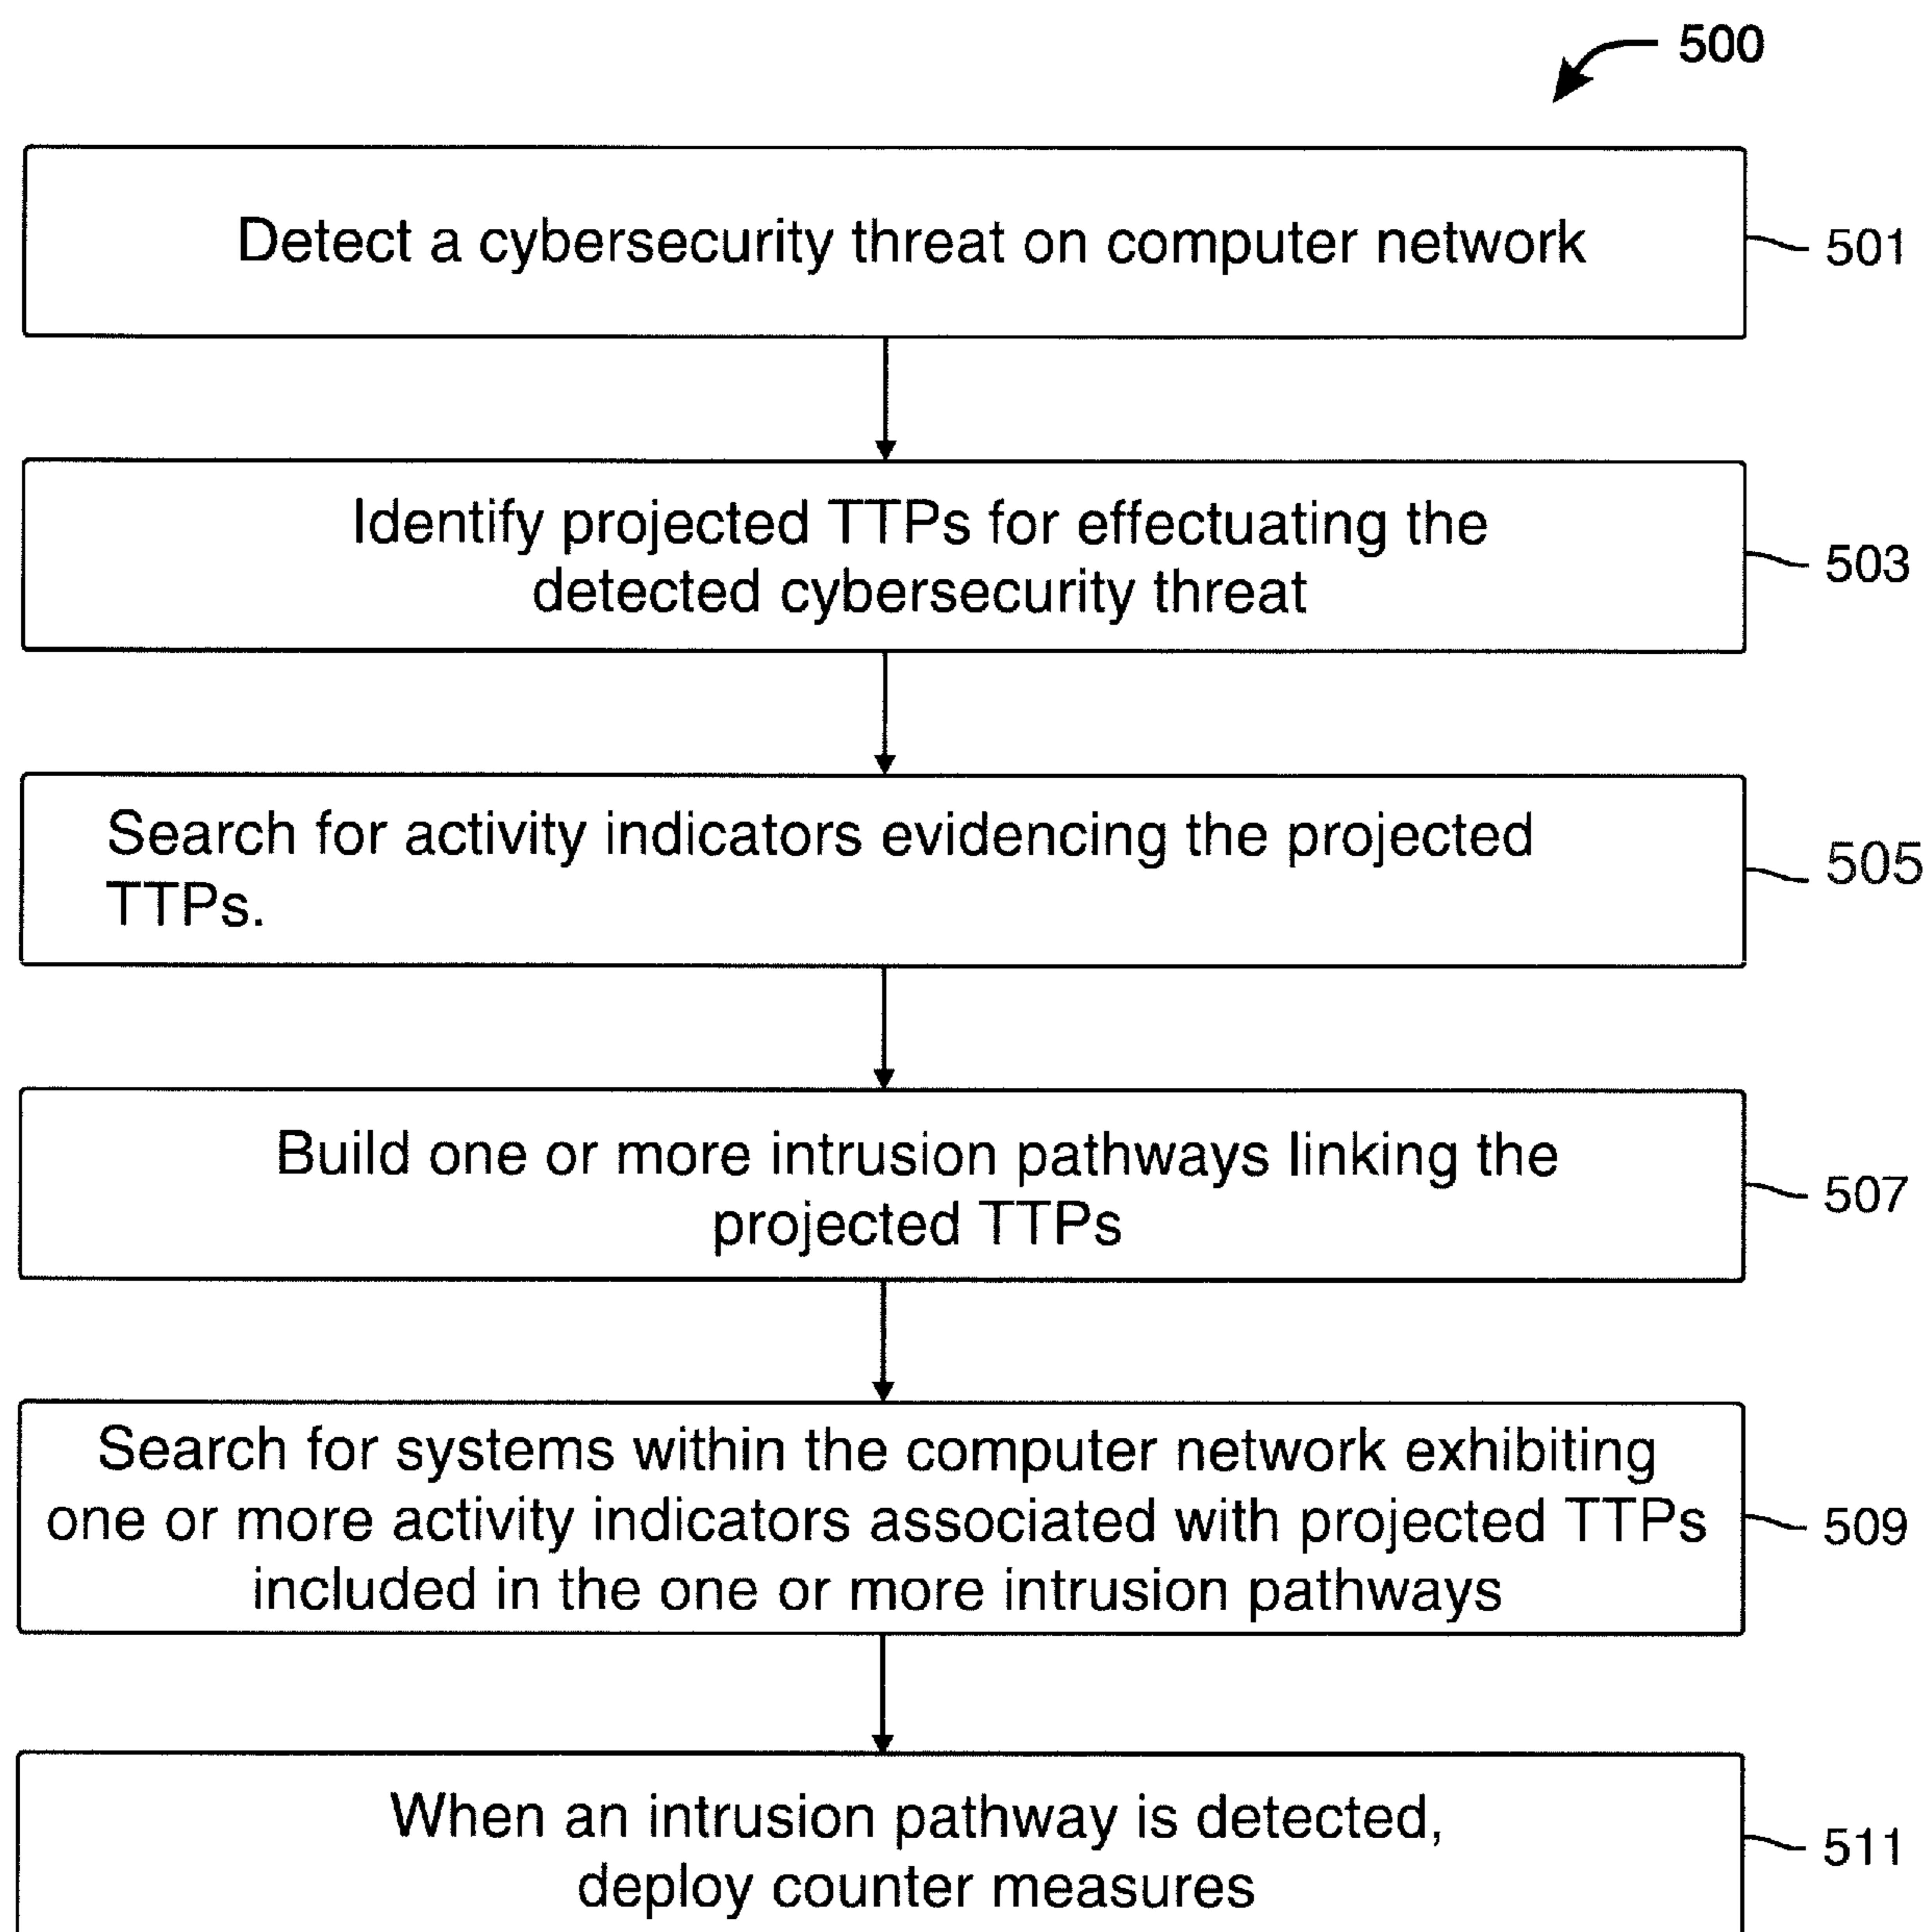 500
Detect a cybersecurity threat on computer network
501
Identify projected TTPs for effectuating the
detected cybersecurity threat
503
Search for activity indicators evidencing the projected
TTPs.
505
Build one or more intrusion pathways linking the
projected TTPs
507
Search for systems within the computer network exhibiting
one or more activity indicators associated with projected TTPs
included in the one or more intrusion pathways
509
When an intrusion pathway is detected,
deploy counter measures
511